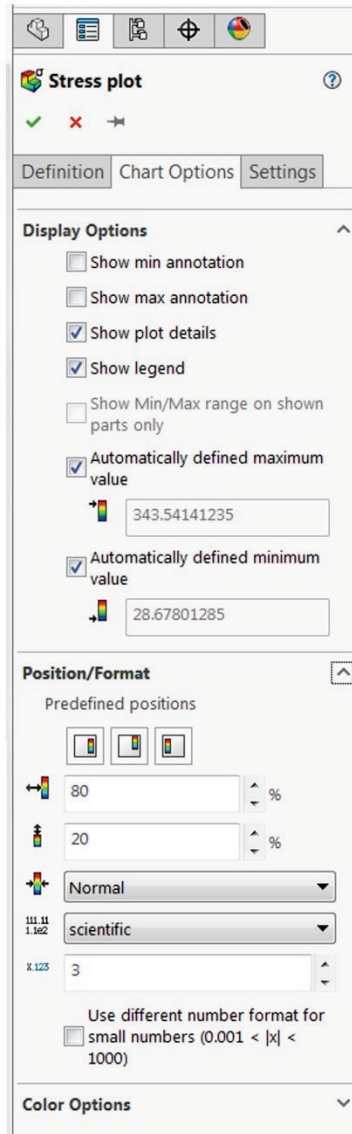 Stress plot
Definition Chart Options Settings
Display Options
Show min annotation
Show max annotation
Show plot details
Show legend
Show Min/Max range on shown
parts only
Automatically defined maximum
value
343.54141235
Automatically defined minimum
value
28.67801285
Position/Format
Predefined positions
80 %
20 %
Normal
111.11
1.1e2
scientific
X.123
3
Use different number format for
small numbers (0.001 < |x| <
1000)
Color Options